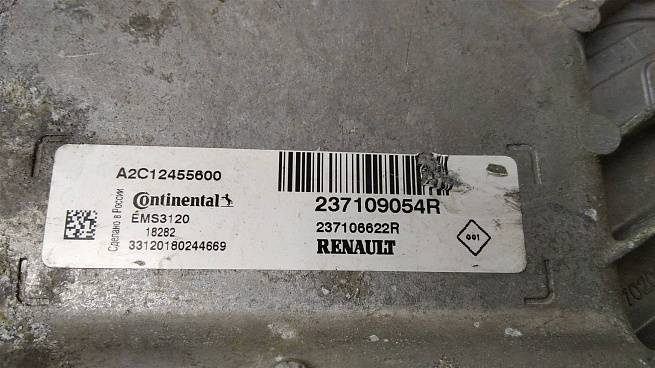 A2C12455600
Continental
EMS3120
18282
33120180244669
Сделано в России
237109054R
237106622R
RENAULT
001